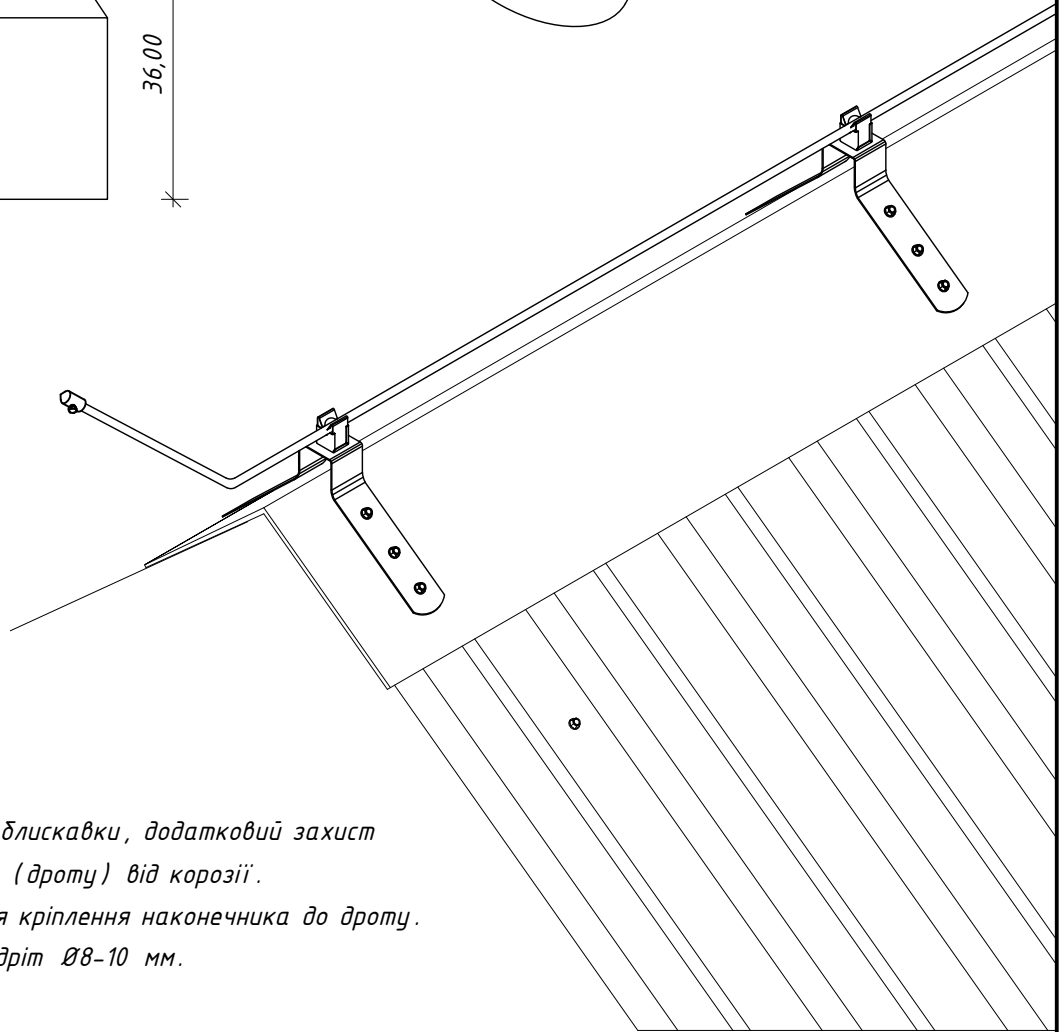 36,00
блискавки, додатковий захист
(дроту) від корозії.
я кріплення наконечника до дроту.
дріт Ø8-10 мм.